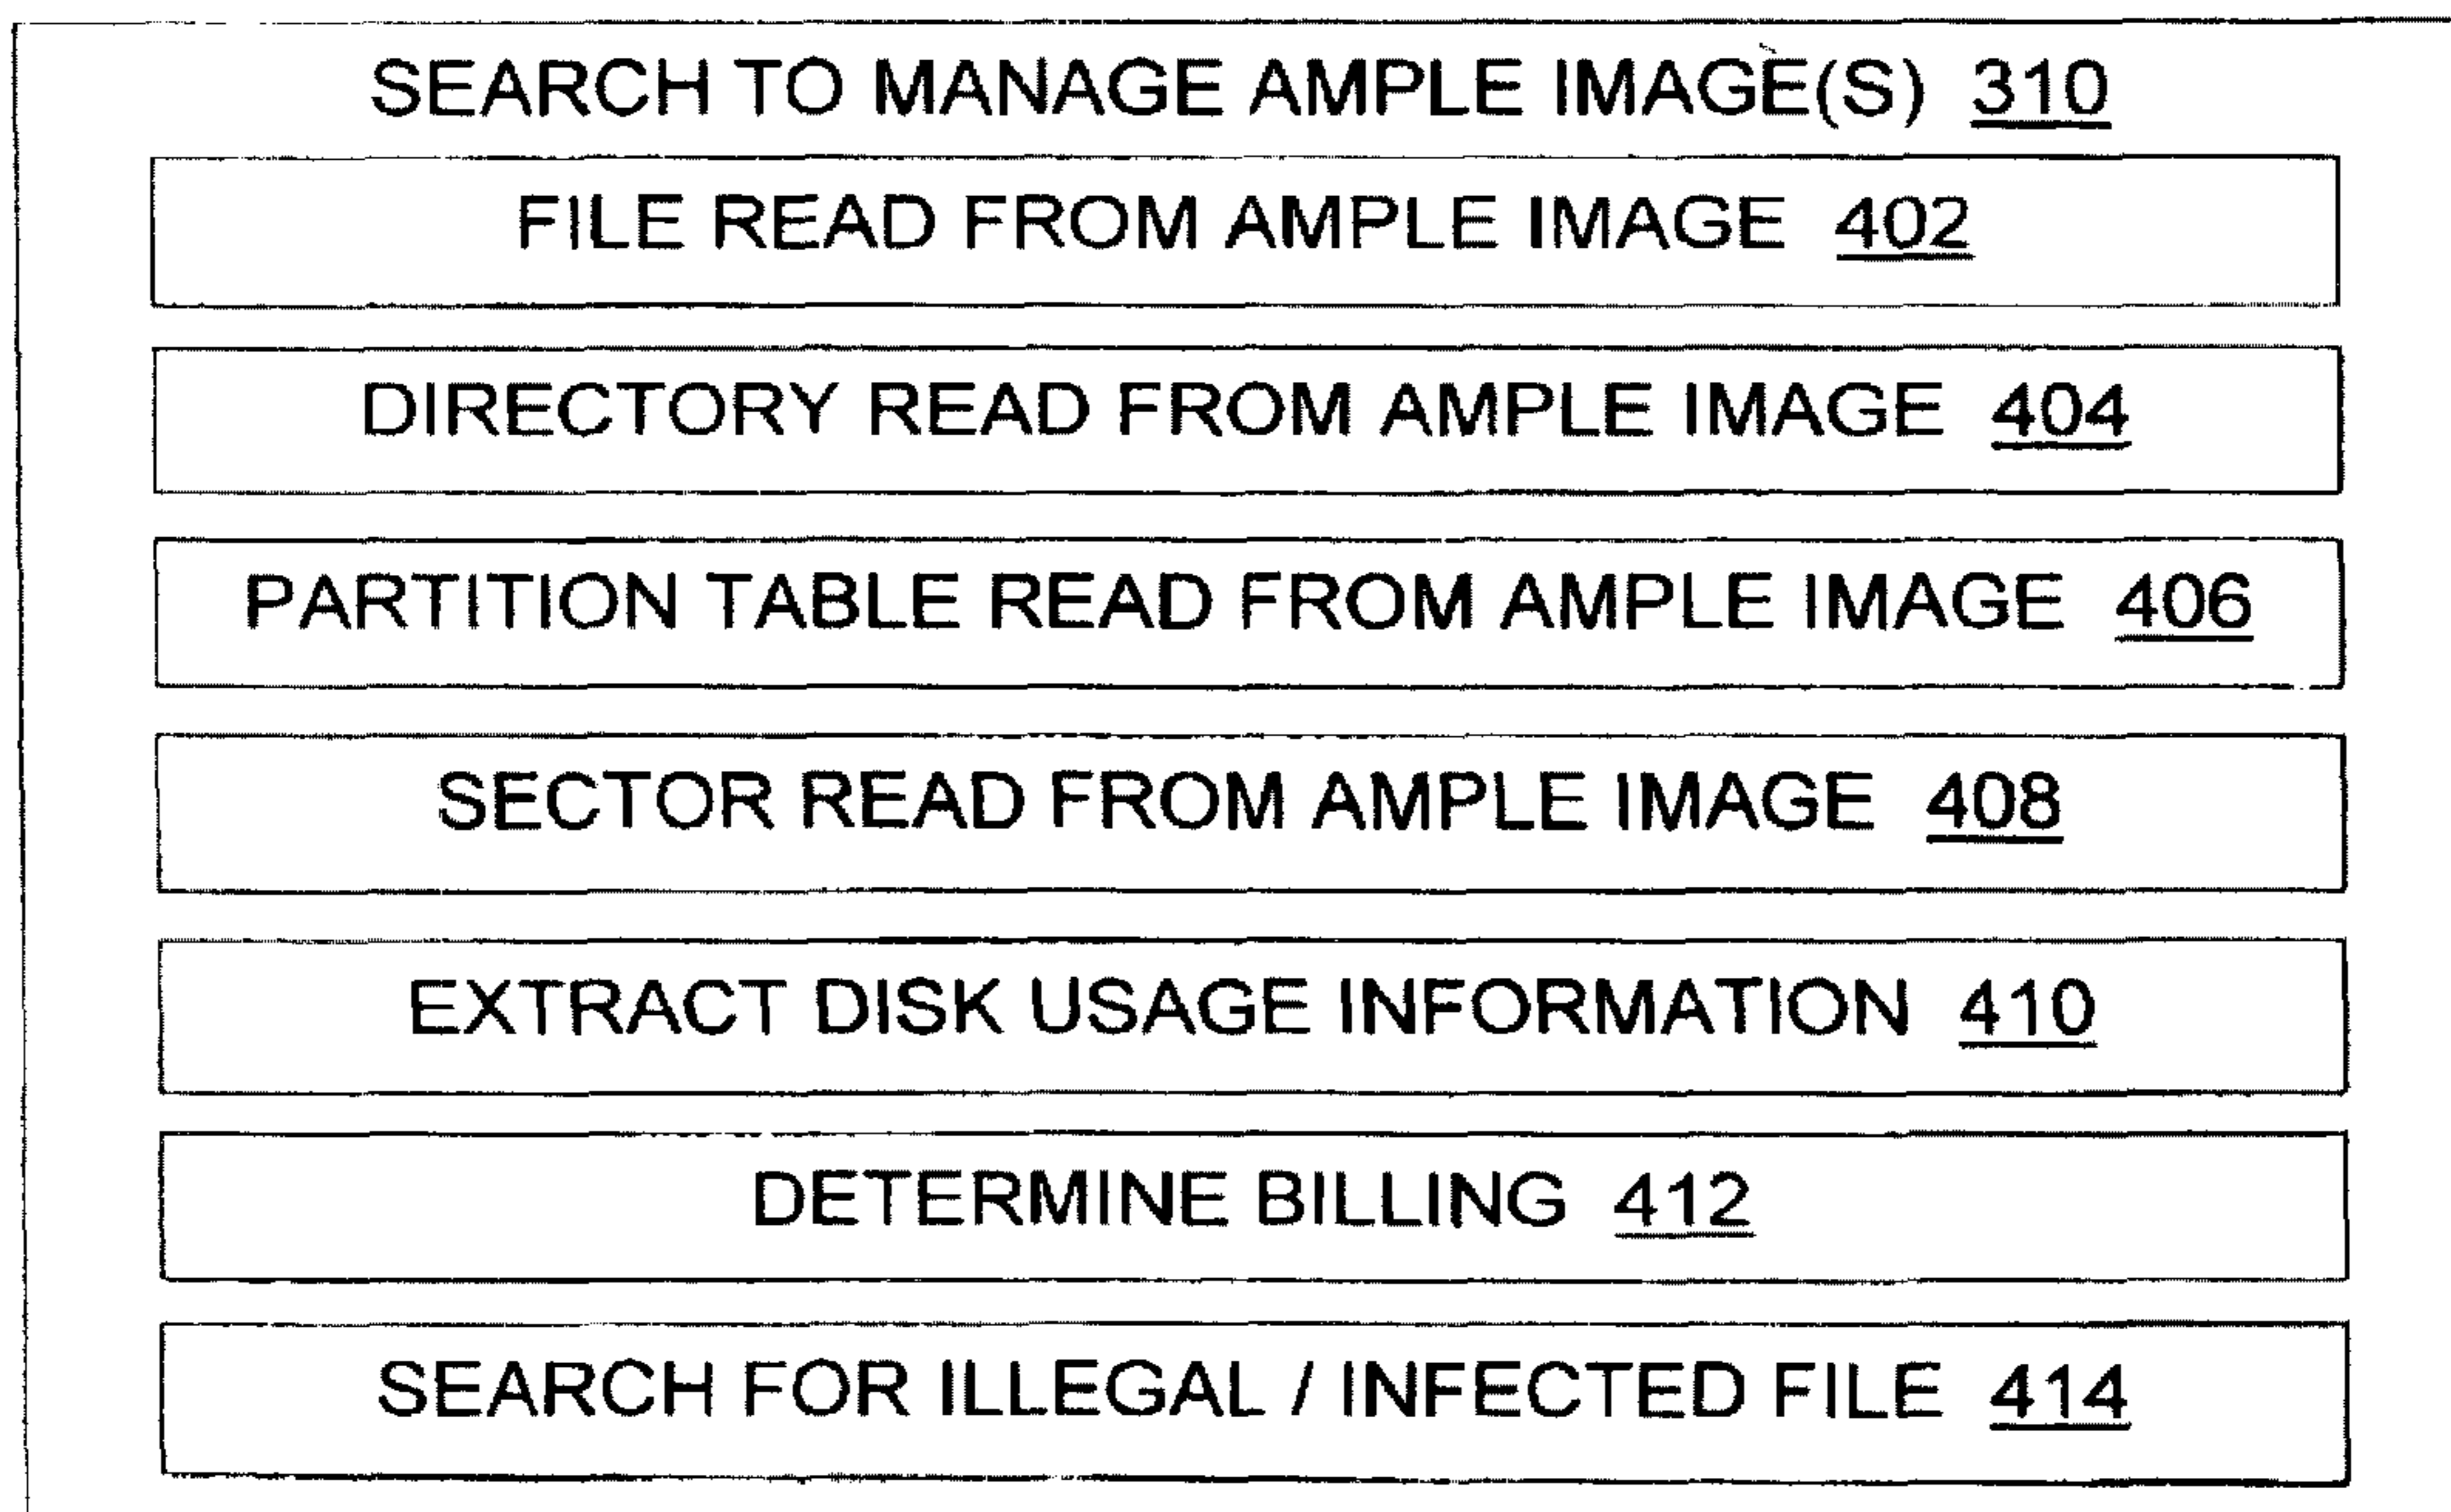 SEARCH TO MANAGE AMPLE IMAGE(S) 310
FILE READ FROM AMPLE IMAGE 402
DIRECTORY READ FROM AMPLE IMAGE 404
PARTITION TABLE READ FROM AMPLE IMAGE 406
SECTOR READ FROM AMPLE IMAGE 408
EXTRACT DISK USAGE INFORMATION 410
DETERMINE BILLING 412
SEARCH FOR ILLEGAL / INFECTED FILE 414